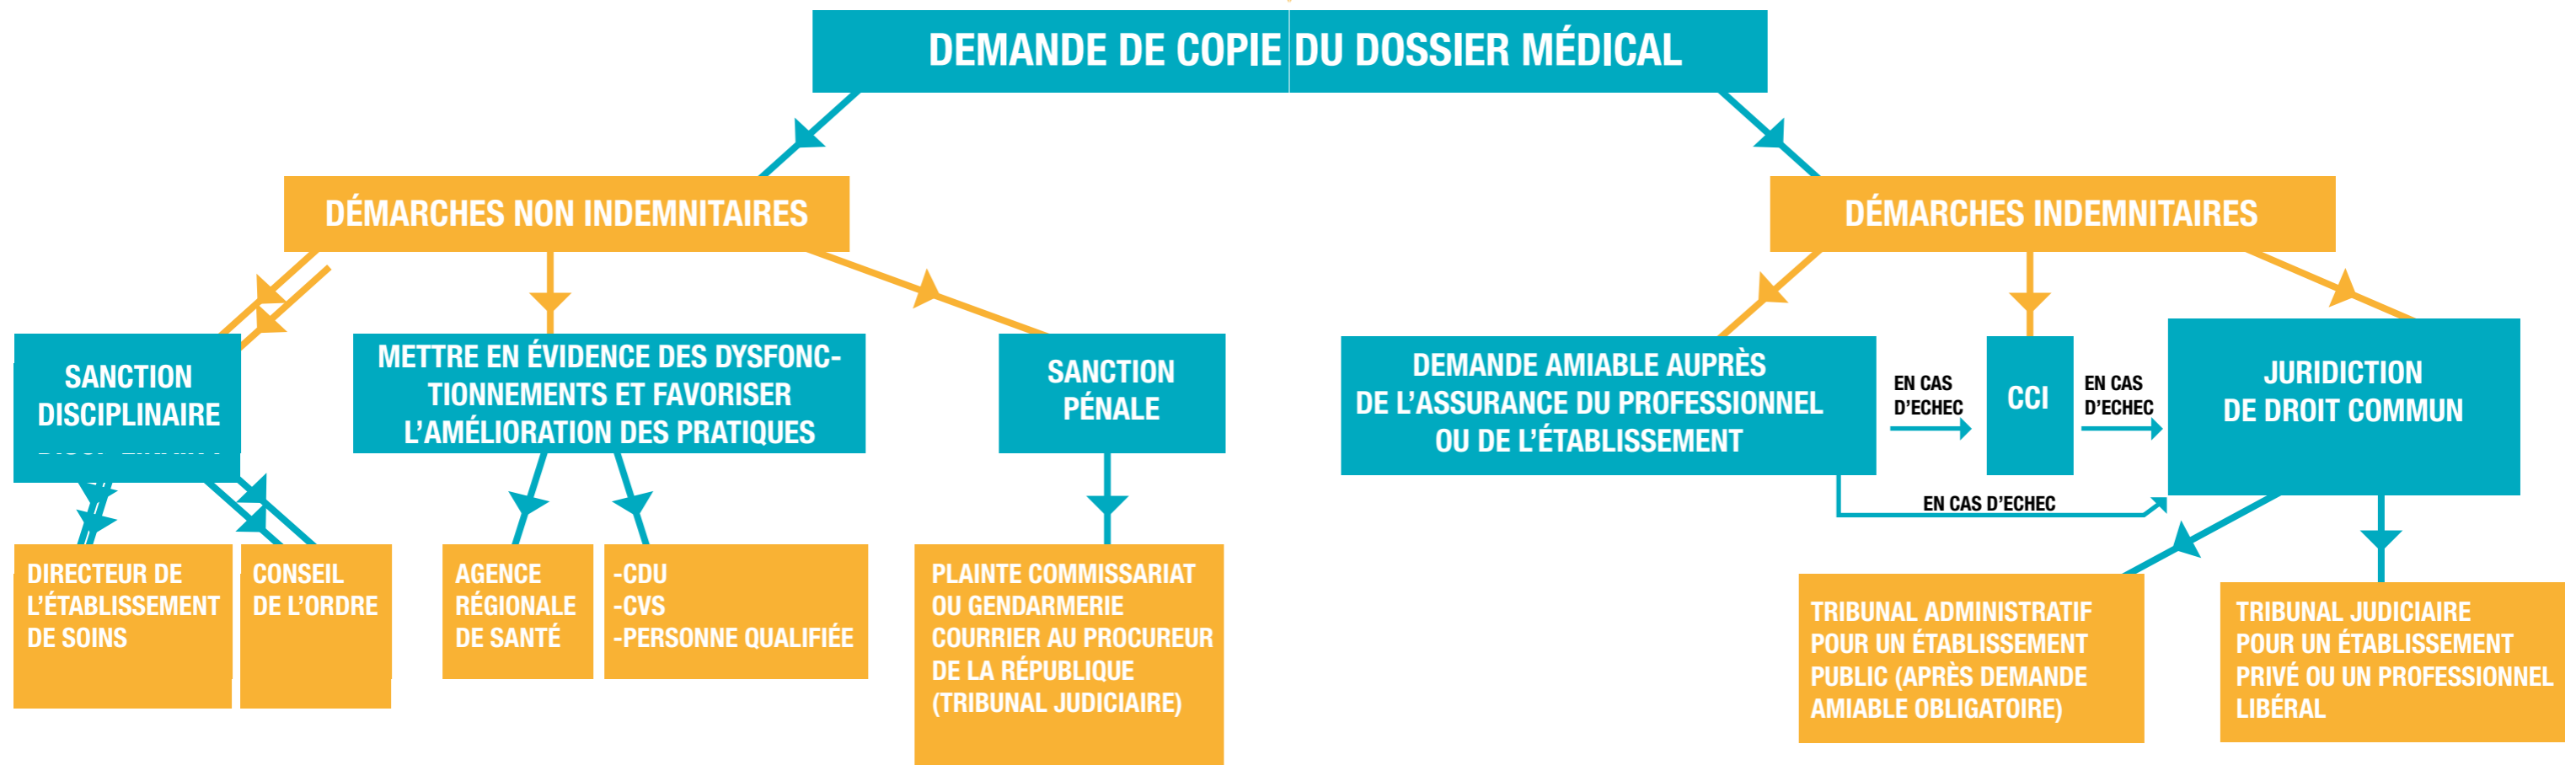 DEMANDE DE COPIE DU DOSSIER MÉDICAL
DÉMARCHES NON INDEMNITAIRES
DÉMARCHES INDEMNITAIRES
SANCTION
DISCIPLINAIRE
METTRE EN ÉVIDENCE DES DYSFONC-
TIONNEMENTS ET FAVORISER
L'AMÉLIORATION DES PRATIQUES
SANCTION
PÉNALE
DEMANDE AMIABLE AUPRÈS
DE L'ASSURANCE DU PROFESSIONNEL
OU DE L'ÉTABLISSEMENT
EN CAS
D'ECHEC
CCI
EN CAS
D'ECHEC
JURIDICTION
DE DROIT COMMUN
EN CAS D'ECHEC
DIRECTEUR DE
L'ÉTABLISSEMENT
DE SOINS
CONSEIL
DE L'ORDRE
AGENCE
RÉGIONALE
DE SANTÉ
-CDU
-CVS
-PERSONNE QUALIFIÉE
PLAINTE COMMISSARIAT
OU GENDARMERIE
COURRIER AU PROCUREUR
DE LA RÉPUBLIQUE
(TRIBUNAL JUDICIAIRE)
TRIBUNAL ADMINISTRATIF
POUR UN ÉTABLISSEMENT
PUBLIC (APRÈS DEMANDE
AMIABLE OBLIGATOIRE)
TRIBUNAL JUDICIAIRE
POUR UN ÉTABLISSEMENT
PRIVÉ OU UN PROFESSIONNEL
LIBÉRAL